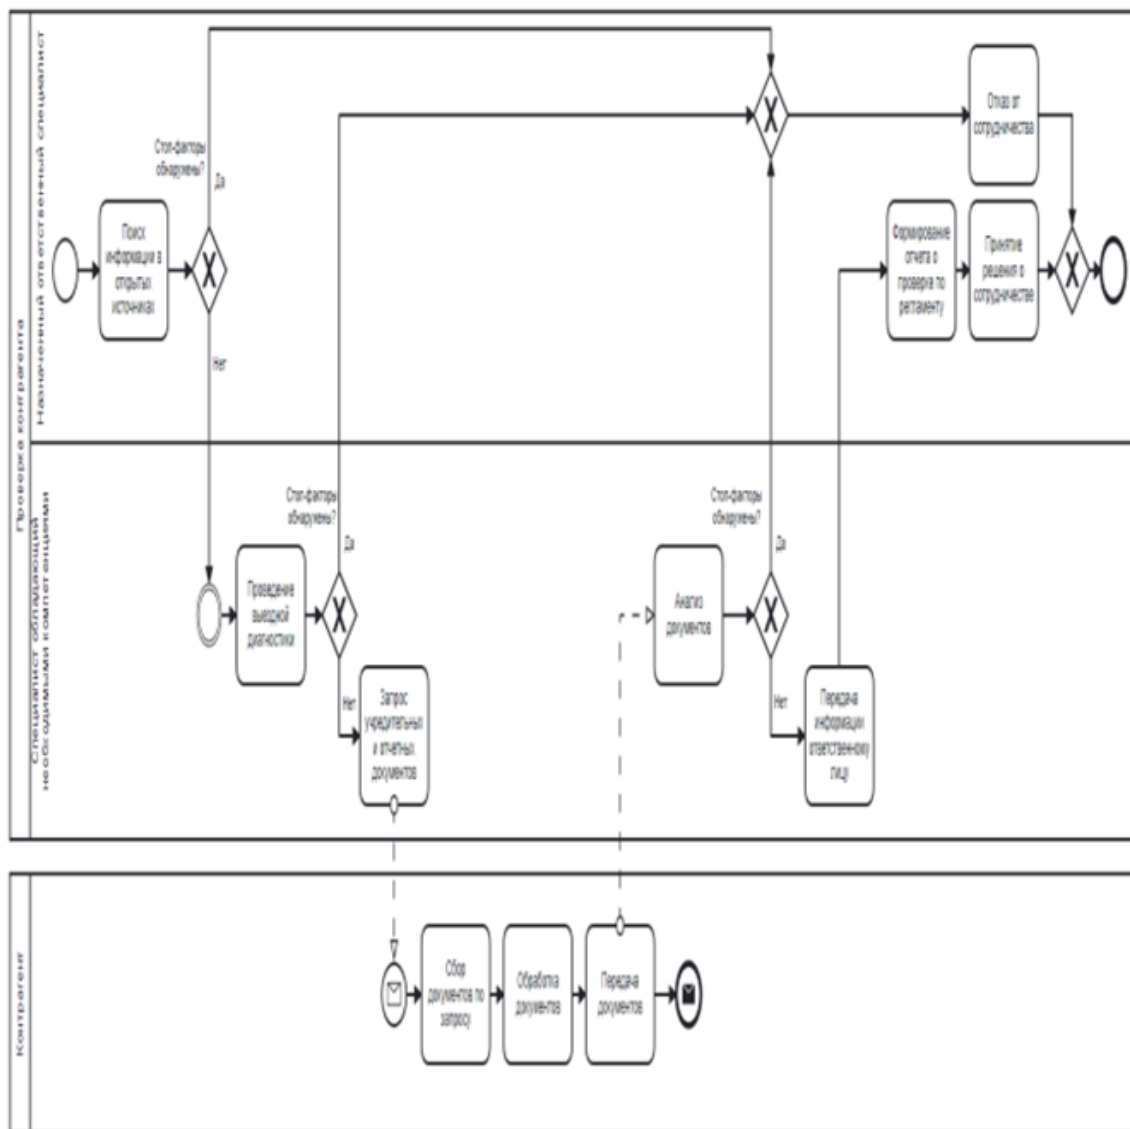 Проверка контрагента
Назначенный ответственный специалист
Стоп-факторы
обнаружены?
Да
Поиск
информации в
открытых
источниках
Нет
Отказ от
сотрудничества
Формирование
отчета о
проверке по
регламенту
Принятие
решения о
сотрудничестве
Специалист обладающий
необходимыми компетенциями
Стоп-факторы
обнаружены?
Да
Проведение
выездной
диагностики
Нет
Запрос
учредительных
и отчетных
документов
Стоп-факторы
обнаружены?
Да
Анализ
документов
Нет
Передача
информации
ответственному
лицу
Контрагент
Сбор
документов по
запросу
Обработка
документов
Передача
документов